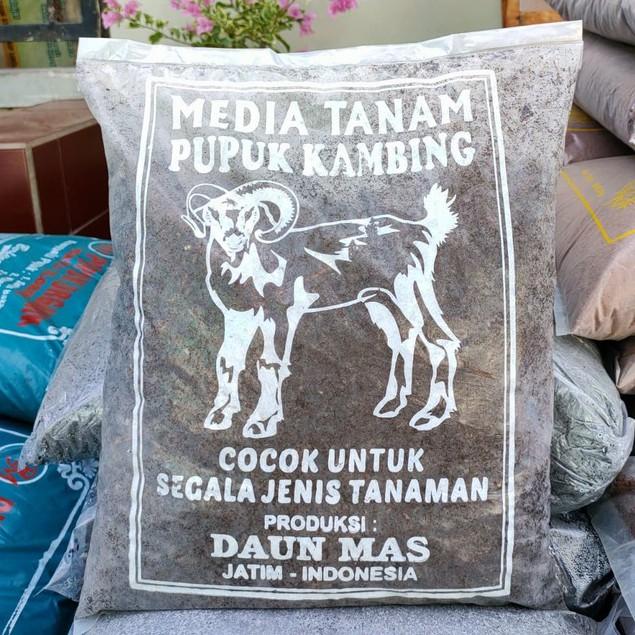 MEDIA TANAM
PUPUK KAMBING
COCOK UNTUK
SEGALA JENIS TANAMAN
PRODUKSI :
DAUN MAS
JATIM - INDONESIA